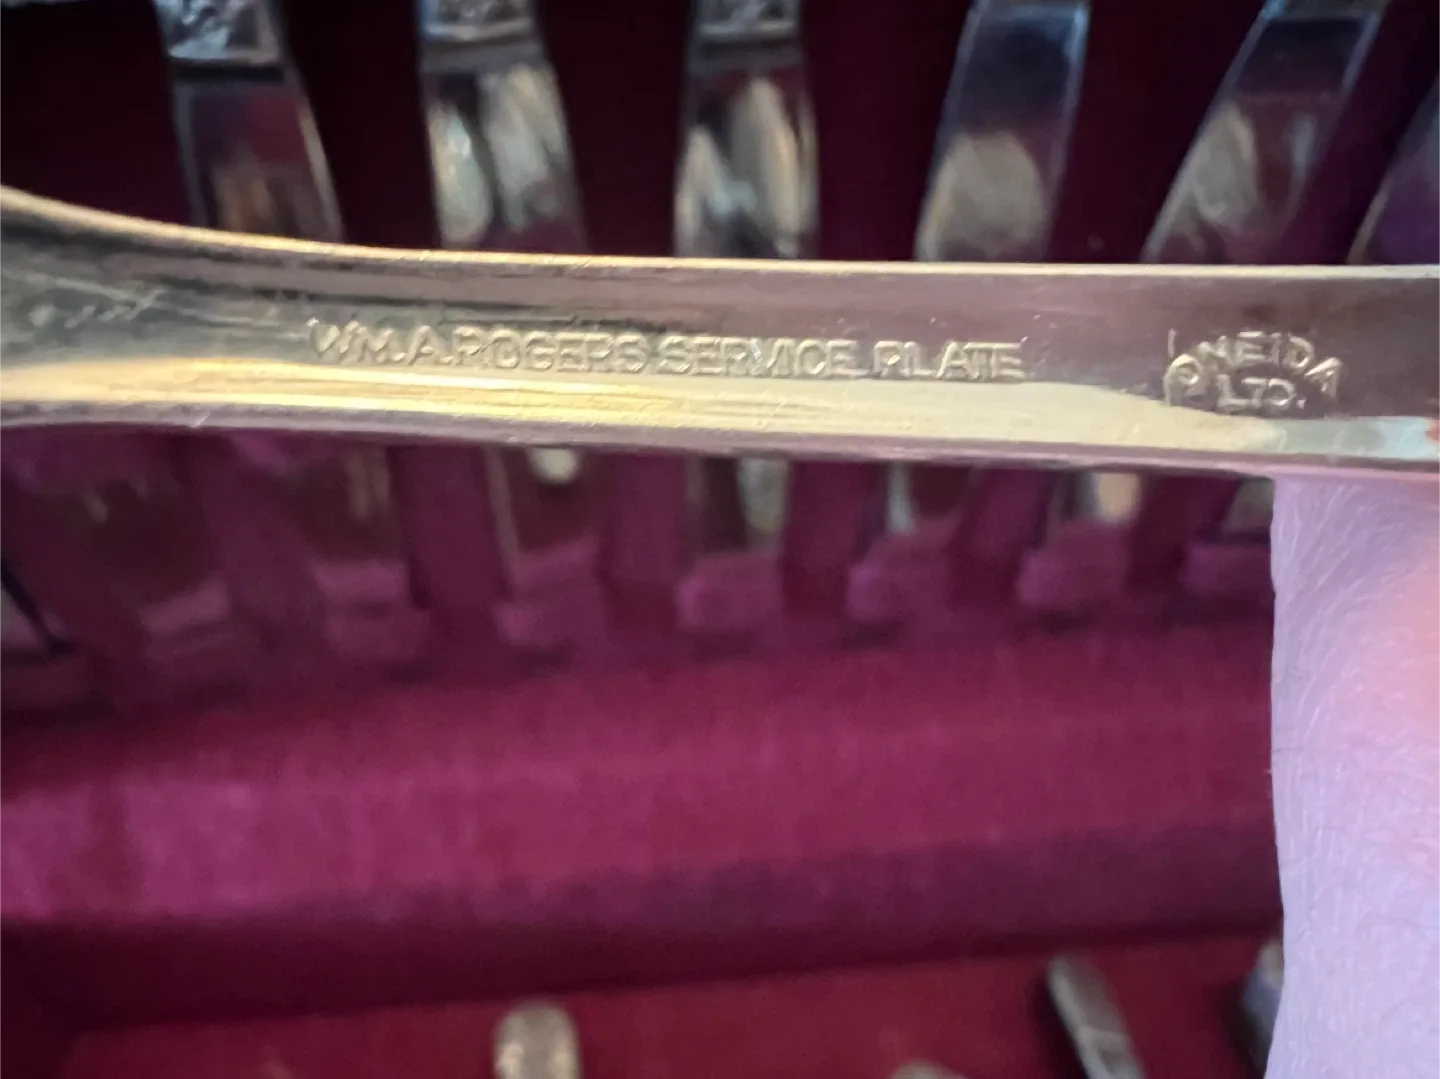 WM.A.ROGERS SERVICE PLATE
ONEIDA
LTD.